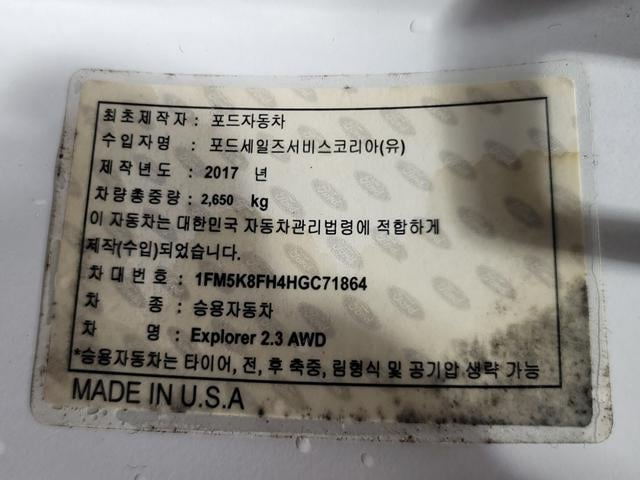 최초제작자 : 포드자동차
수입자명 : 포드세일즈서비스코리아(유)
제작년도 : 2017 년
차량총중량 : 2,650 kg
이 자동차는 대한민국 자동차관리법령에 적합하게
제작(수입)되었습니다.
차대번호 : 1FM5K8FH4HGC71864
차 종 : 승용자동차
차 명 : Explorer 2.3 AWD
*승용자동차는 타이어, 전, 후 축중, 림형식 및 공기압 생략 가능
MADE IN U.S.A